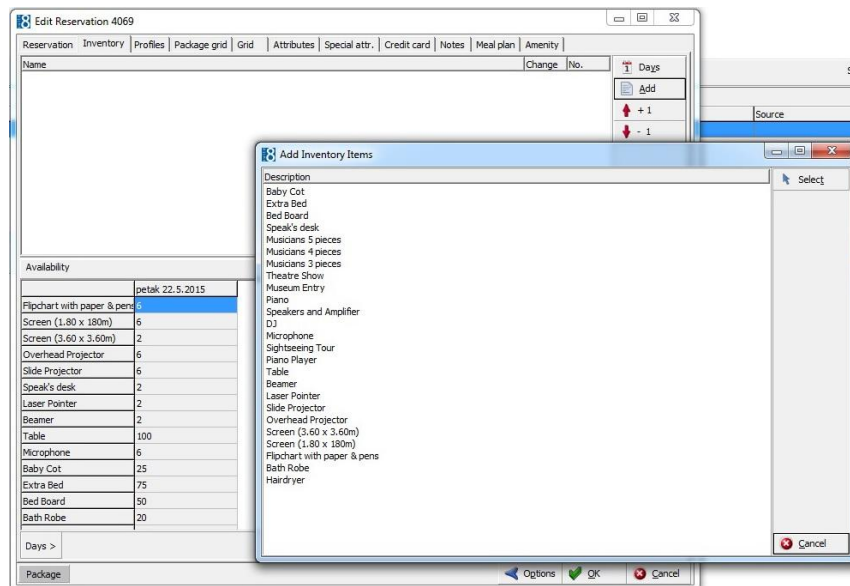 Edit Reservation 4069
Reservation Inventory Profiles Package grid Grid Attributes Special attr. Credit card Notes Meal plan Amenity
Name Change No.
1 Days
Add
+ 1
- 1
Source
Add Inventory Items
Description
Select
Baby Cot
Extra Bed
Bed Board
Speak's desk
Musicians 5 pieces
Musicians 4 pieces
Musicians 3 pieces
Theatre Show
Museum Entry
Piano
Speakers and Amplifier
DJ
Microphone
Sightseeing Tour
Piano Player
Table
Beamer
Laser Pointer
Slide Projector
Overhead Projector
Screen (3.60 x 3.60m)
Screen (1.80 x 180m)
Flipchart with paper & pens
Bath Robe
Hairdryer
Cancel
Availability
petak 22.5.2015
Flipchart with paper & pens 6
Screen (1.80 x 180m) 6
Screen (3.60 x 3.60m) 2
Overhead Projector 6
Slide Projector 6
Speak's desk 2
Laser Pointer 2
Beamer 2
Table 100
Microphone 6
Baby Cot 25
Extra Bed 75
Bed Board 50
Bath Robe 20
Days >
Package Options OK Cancel